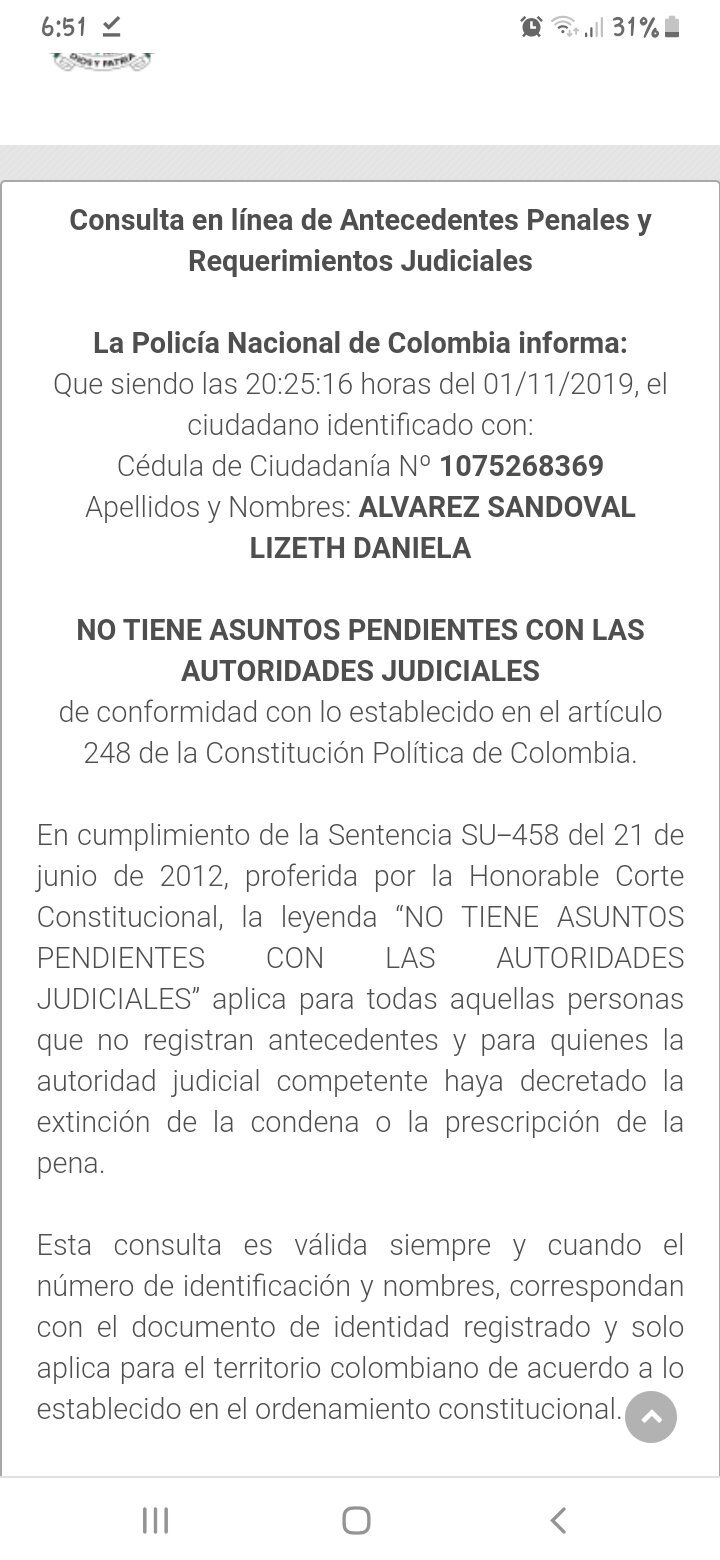 6:51
31%
DIOS Y PATRIA
Consulta en línea de Antecedentes Penales y
Requerimientos Judiciales
La Policía Nacional de Colombia informa:
Que siendo las 20:25:16 horas del 01/11/2019, el
ciudadano identificado con:
Cédula de Ciudadanía Nº 1075268369
Apellidos y Nombres: ALVAREZ SANDOVAL
LIZETH DANIELA
NO TIENE ASUNTOS PENDIENTES CON LAS
AUTORIDADES JUDICIALES
de conformidad con lo establecido en el artículo
248 de la Constitución Política de Colombia.
En cumplimiento de la Sentencia SU–458 del 21 de
junio de 2012, proferida por la Honorable Corte
Constitucional, la leyenda “NO TIENE ASUNTOS
PENDIENTES CON LAS AUTORIDADES
JUDICIALES” aplica para todas aquellas personas
que no registran antecedentes y para quienes la
autoridad judicial competente haya decretado la
extinción de la condena o la prescripción de la
pena.
Esta consulta es válida siempre y cuando el
número de identificación y nombres, correspondan
con el documento de identidad registrado y solo
aplica para el territorio colombiano de acuerdo a lo
establecido en el ordenamiento constitucional.